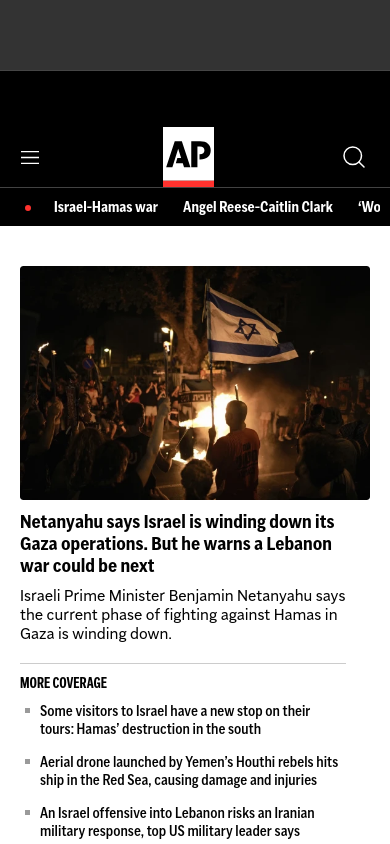 AP
Israel-Hamas war
Angel Reese-Caitlin Clark
‘Wo
Netanyahu says Israel is winding down its
Gaza operations. But he warns a Lebanon
war could be next
Israeli Prime Minister Benjamin Netanyahu says
the current phase of fighting against Hamas in
Gaza is winding down.
MORE COVERAGE
Some visitors to Israel have a new stop on their
tours: Hamas’ destruction in the south
Aerial drone launched by Yemen’s Houthi rebels hits
ship in the Red Sea, causing damage and injuries
An Israel offensive into Lebanon risks an Iranian
military response, top US military leader says